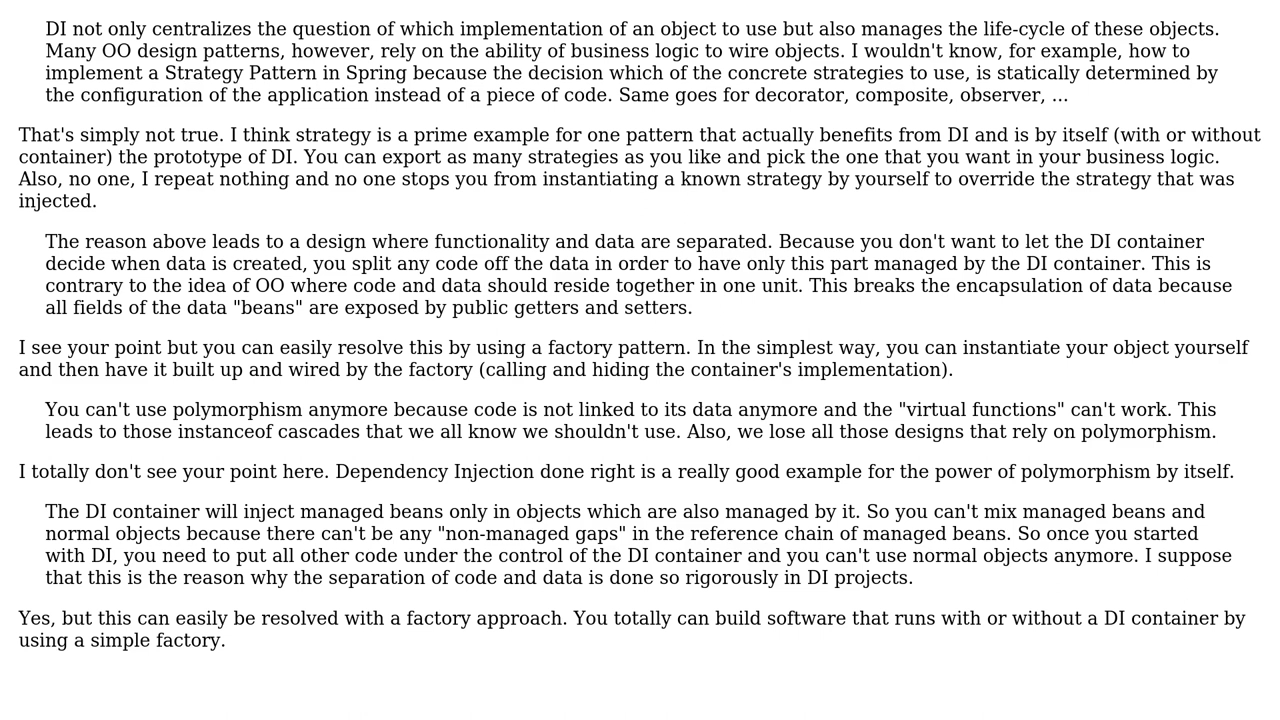 DI not only centralizes the question of which implementation of an object to use but also manages the life-cycle of these objects.
Many OO design patterns, however, rely on the ability of business logic to wire objects. I wouldn't know, for example, how to
implement a Strategy Pattern in Spring because the decision which of the concrete strategies to use, is statically determined by
the configuration of the application instead of a piece of code. Same goes for decorator, composite, observer, ...
That's simply not true. I think strategy is a prime example for one pattern that actually benefits from DI and is by itself (with or without
container) the prototype of DI. You can export as many strategies as you like and pick the one that you want in your business logic.
Also, no one, I repeat nothing and no one stops you from instantiating a known strategy by yourself to override the strategy that was
injected.
The reason above leads to a design where functionality and data are separated. Because you don't want to let the DI container
decide when data is created, you split any code off the data in order to have only this part managed by the DI container. This is
contrary to the idea of OO where code and data should reside together in one unit. This breaks the encapsulation of data because
all fields of the data "beans" are exposed by public getters and setters.
I see your point but you can easily resolve this by using a factory pattern. In the simplest way, you can instantiate your object yourself
and then have it built up and wired by the factory (calling and hiding the container's implementation).
You can't use polymorphism anymore because code is not linked to its data anymore and the "virtual functions" can't work. This
leads to those instanceof cascades that we all know we shouldn't use. Also, we lose all those designs that rely on polymorphism.
I totally don't see your point here. Dependency Injection done right is a really good example for the power of polymorphism by itself.
The DI container will inject managed beans only in objects which are also managed by it. So you can't mix managed beans and
normal objects because there can't be any "non-managed gaps" in the reference chain of managed beans. So once you started
with DI, you need to put all other code under the control of the DI container and you can't use normal objects anymore. I suppose
that this is the reason why the separation of code and data is done so rigorously in DI projects.
Yes, but this can easily be resolved with a factory approach. You totally can build software that runs with or without a DI container by
using a simple factory.